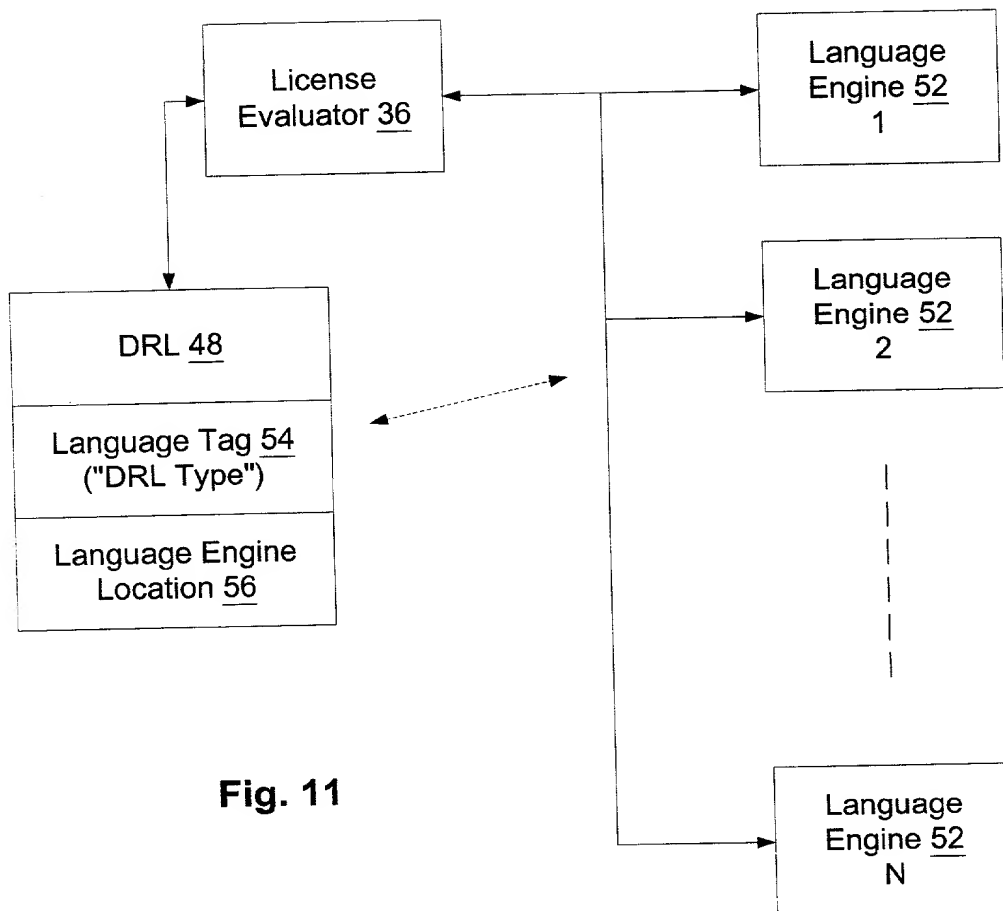 License
Evaluator 36
Language
Engine 52
1
Language
Engine 52
2
DRL 48
Language Tag 54
("DRL Type")
Language Engine
Location 56
Language
Engine 52
N
Fig. 11